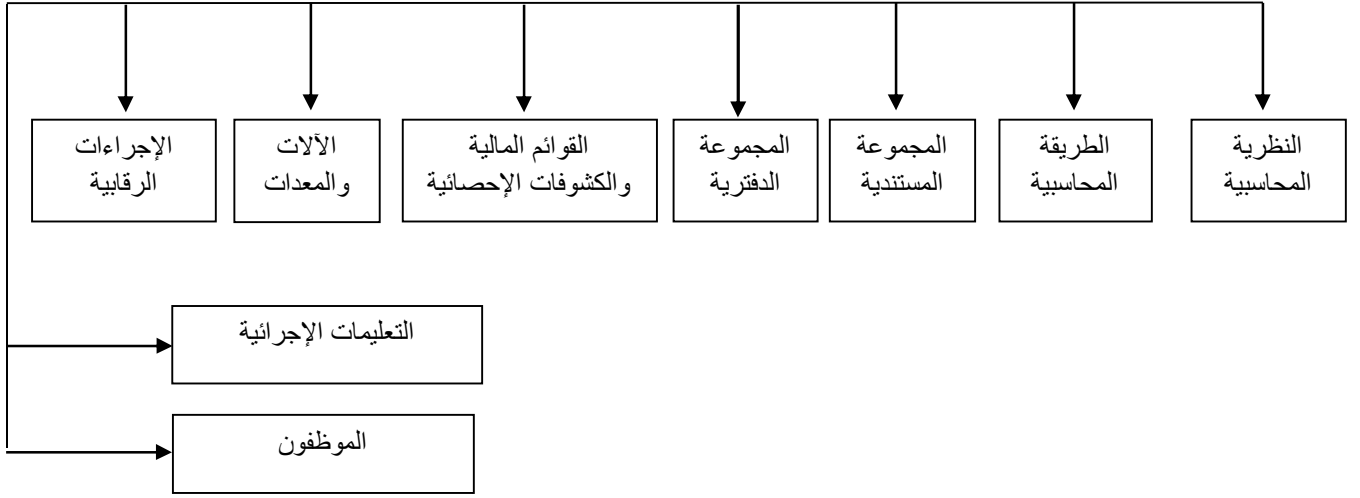 النظرية
المحاسبية
الطريقة
المحاسبية
المجموعة
المستندية
المجموعة
الدفترية
القوائم المالية
والكشوفات الإحصائية
الآلات
والمعدات
الإجراءات
الرقابية
التعليمات الإجرائية
الموظفون